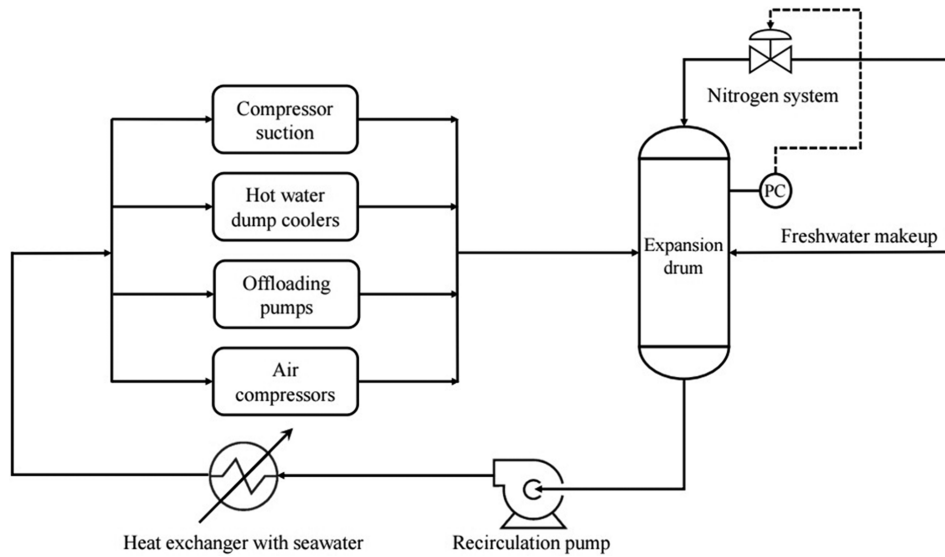 Compressor
suction
Hot water
dump coolers
Offloading
pumps
Air
compressors
Nitrogen system
PC
Expansion
drum
Freshwater makeup
Heat exchanger with seawater
Recirculation pump